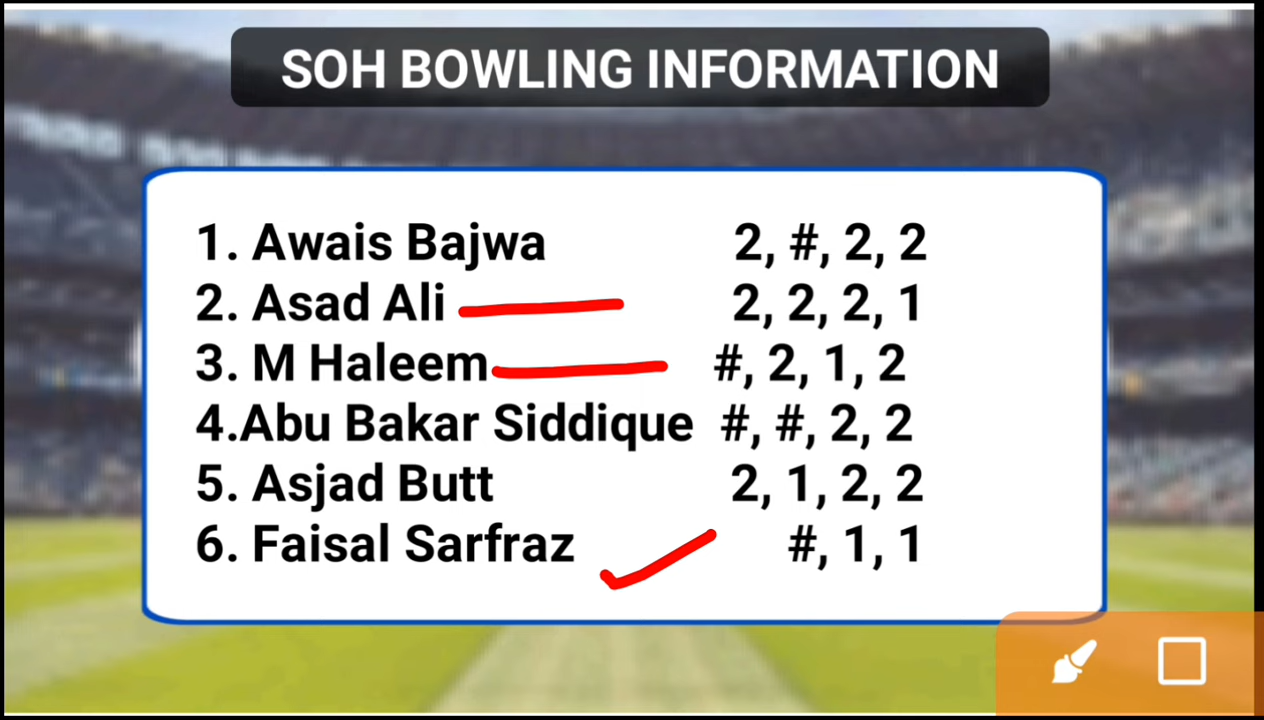 SOH BOWLING INFORMATION
1. Awais Bajwa 2, #, 2, 2
2. Asad Ali 2, 2, 2, 1
3. M Haleem #, 2, 1, 2
4.Abu Bakar Siddique #, #, 2, 2
5. Asjad Butt 2, 1, 2, 2
6. Faisal Sarfraz #, 1, 1